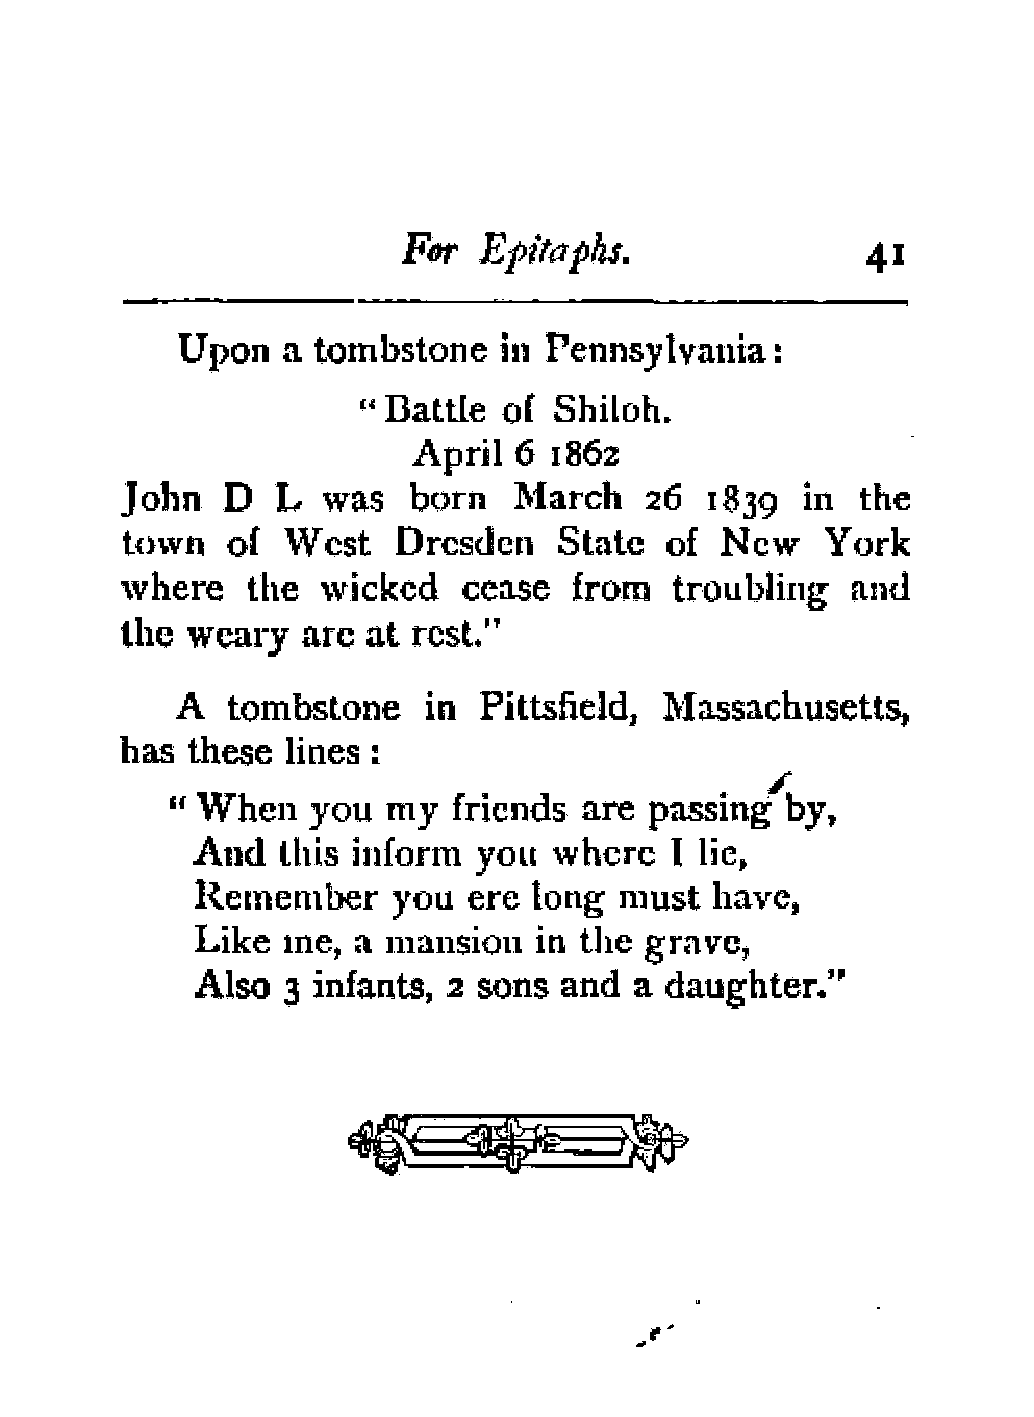 For Epitaphs. 41
Upon a tombstone in Pennsylvania:
"Battle of Shiloh.
April 6 1862
John D L was born March 26 1839 in the
town of West Dresden State of New York
where the wicked cease from troubling and
the weary are at rest."
A tombstone in Pittsfield, Massachusetts,
has these lines:
"When you my friends are passing by,
And this inform you where I lie,
Remember you ere long must have,
Like me, a mansion in the grave,
Also 3 infants, 2 sons and a daughter."